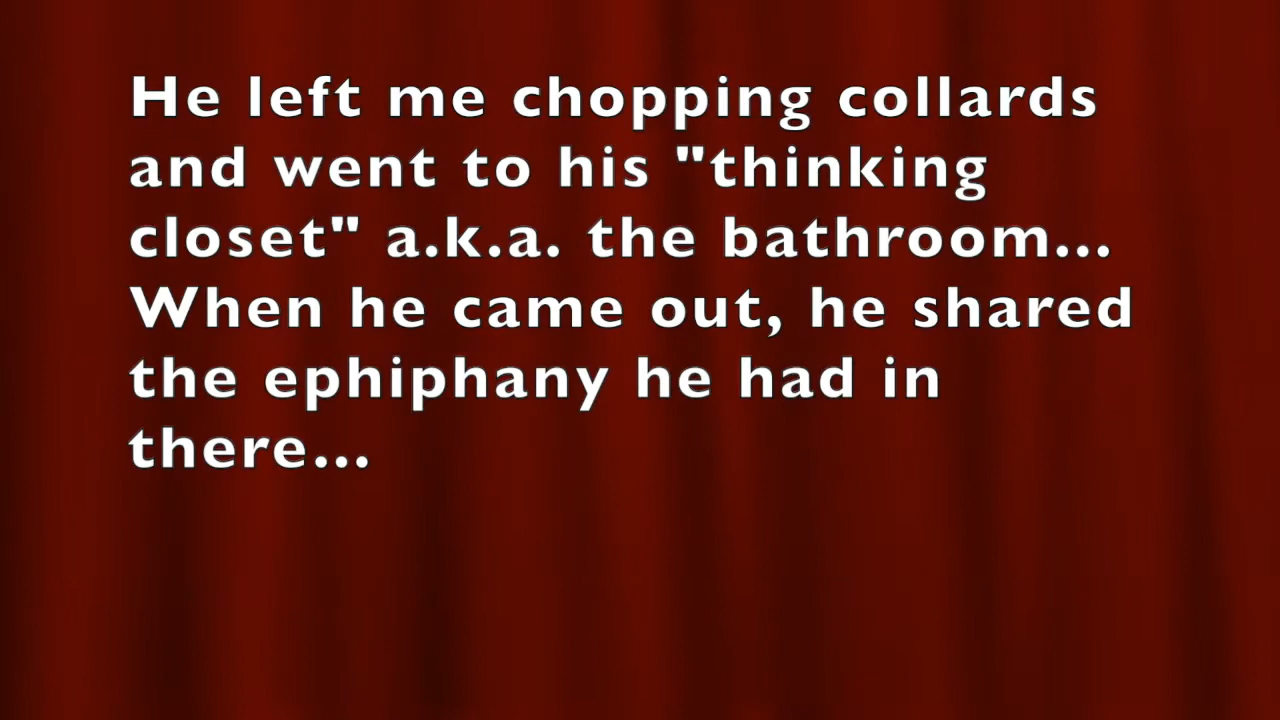 He left me chopping collards
and went to his "thinking
closet" a.k.a. the bathroom...
When he came out, he shared
the ephiphany he had in
there...